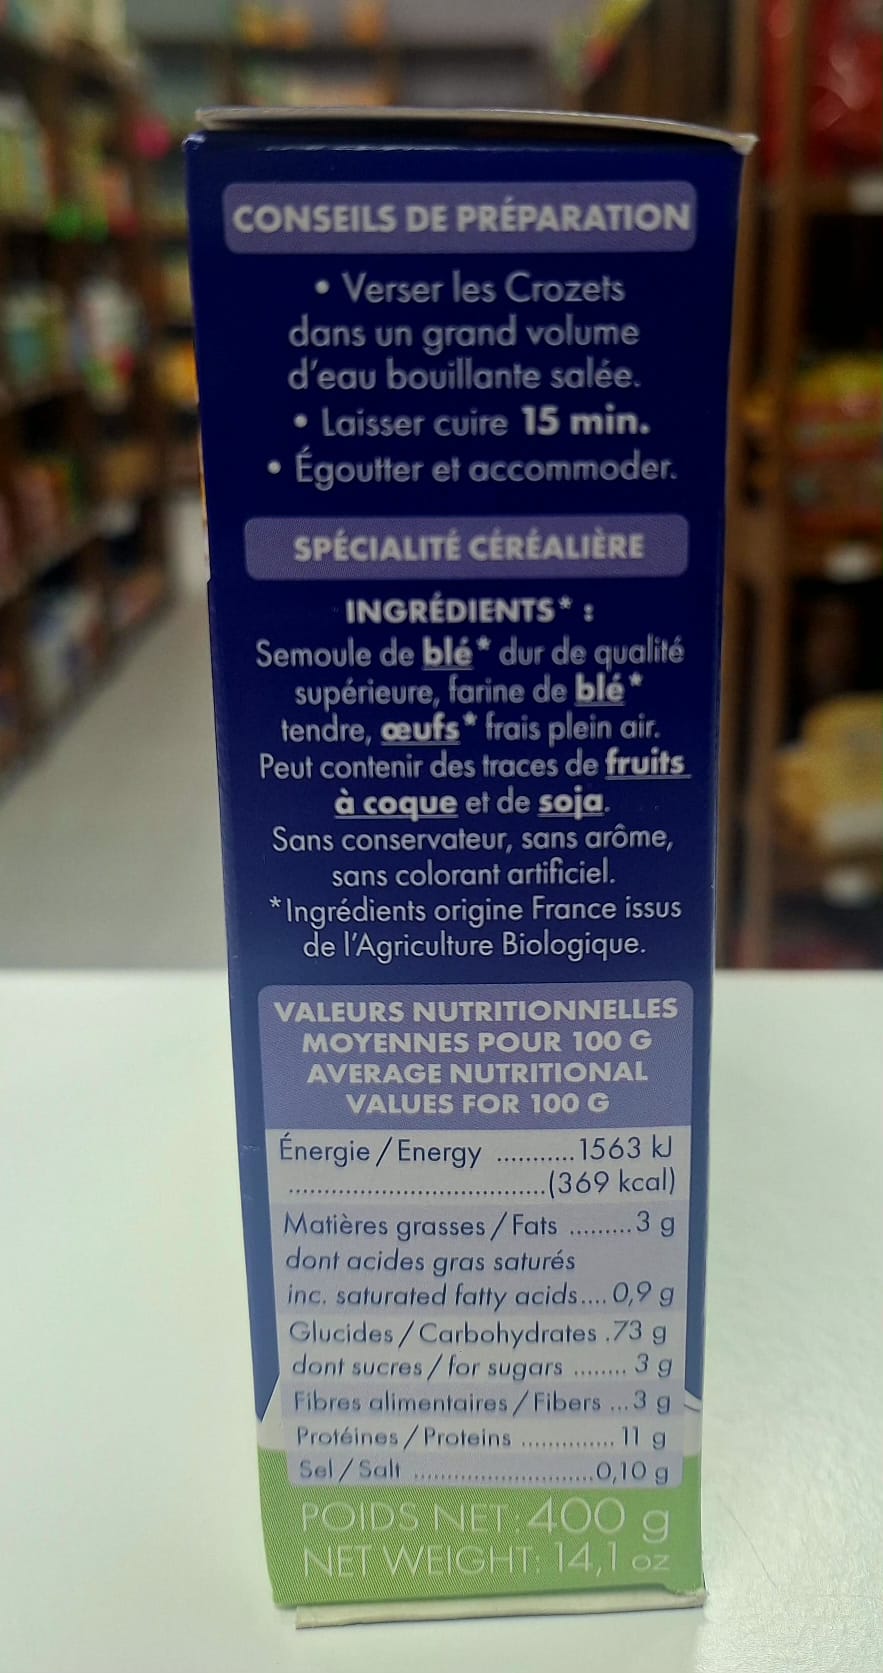 CONSEILS DE PRÉPARATION
• Verser les Crozets
dans un grand volume
d'eau bouillante salée.
• Laisser cuire 15 min.
• Égoutter et accommoder.
SPÉCIALITÉ CÉRÉALIÈRE
INGRÉDIENTS* :
Semoule de blé* dur de qualité
supérieure, farine de blé*
tendre, œufs* frais plein air.
Peut contenir des traces de fruits
à coque et de soja.
Sans conservateur, sans arôme,
sans colorant artificiel.
*Ingrédients origine France issus
de l'Agriculture Biologique.
VALEURS NUTRITIONNELLES
MOYENNES POUR 100 G
AVERAGE NUTRITIONAL
VALUES FOR 100 G
Énergie / Energy ........... 1563 kJ
.................................(369 kcal)
Matières grasses / Fats .........3 g
dont acides gras saturés
inc. saturated fatty acids.... 0,9 g
Glucides / Carbohydrates .73 g
dont sucres / for sugars ........ 3 g
Fibres alimentaires / Fibers ...3 g
Protéines / Proteins .............. 11 g
Sel / Salt ...........................0,10 g
POIDS NET: 400 g
NET WEIGHT: 14,1 oz